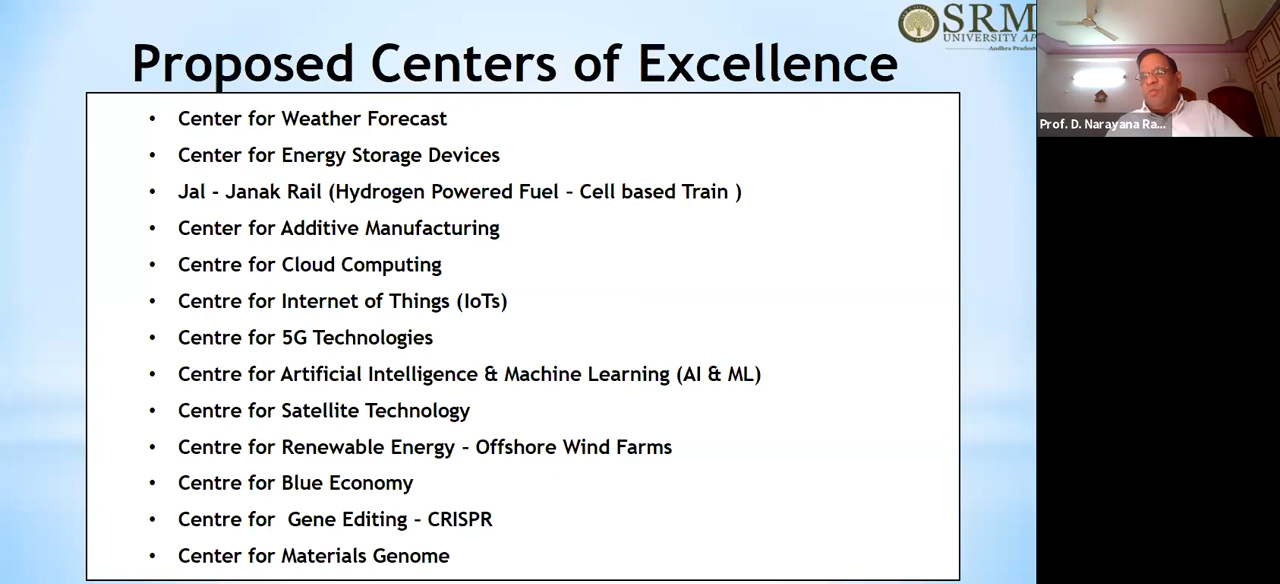 SRM
UNIVERSITY AP
Andhra Pradesh
Proposed Centers of Excellence
• Center for Weather Forecast
• Center for Energy Storage Devices
• Jal - Janak Rail (Hydrogen Powered Fuel – Cell based Train )
• Center for Additive Manufacturing
• Centre for Cloud Computing
• Centre for Internet of Things (IoTs)
• Centre for 5G Technologies
• Centre for Artificial Intelligence & Machine Learning (AI & ML)
• Centre for Satellite Technology
• Centre for Renewable Energy – Offshore Wind Farms
• Centre for Blue Economy
• Centre for Gene Editing – CRISPR
• Center for Materials Genome
Prof. D. Narayana Ra...